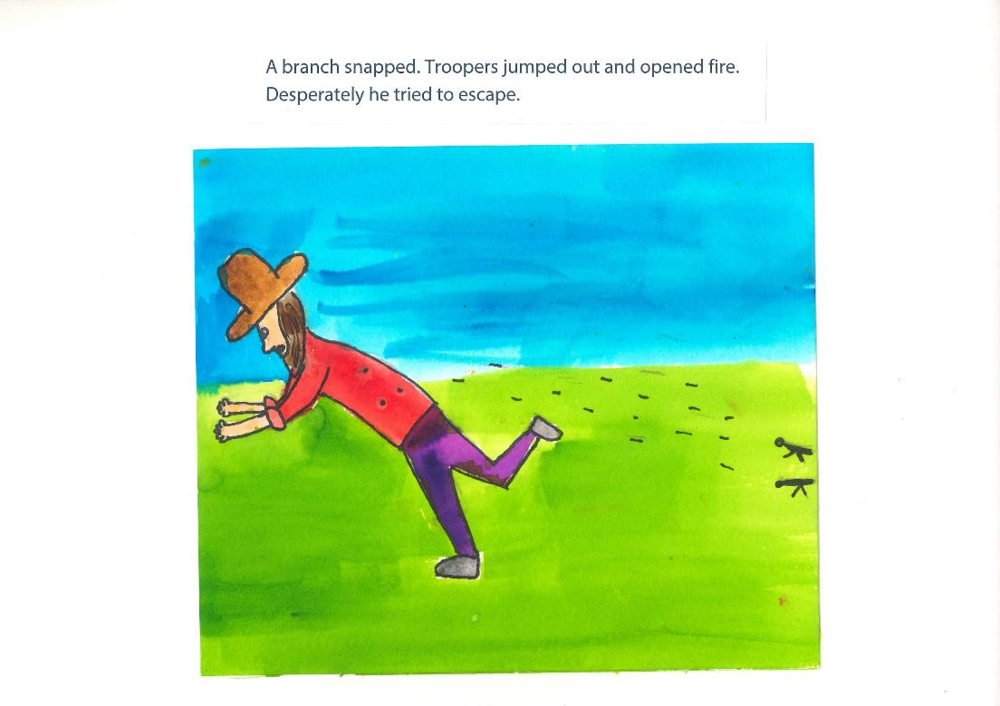 A branch snapped. Troopers jumped out and opened fire.
Desperately he tried to escape.